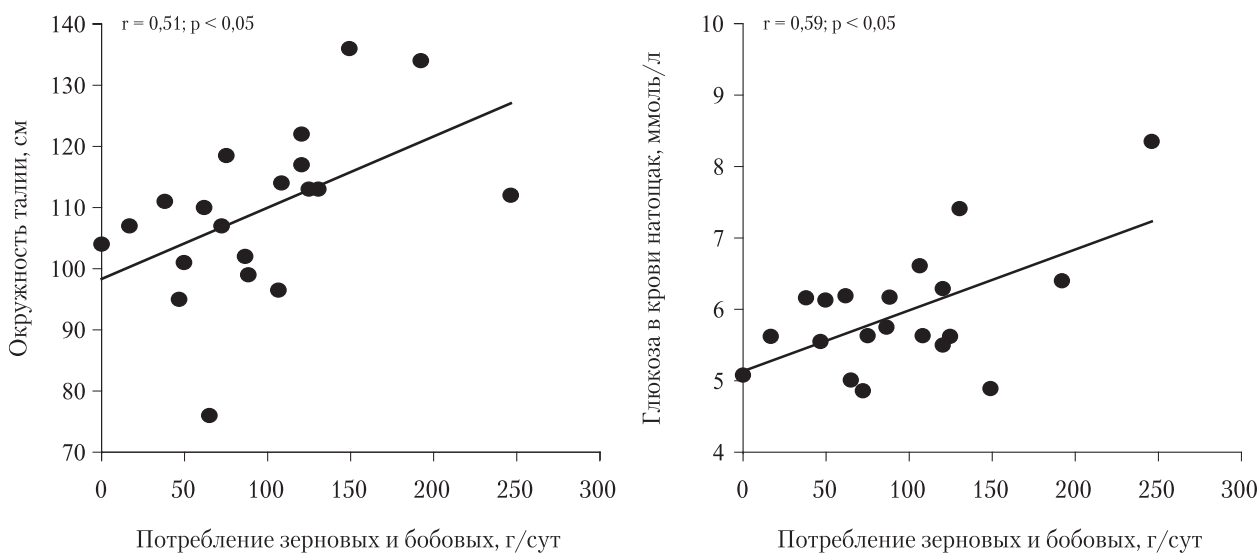 r = 0,51; p < 0,05
140
130
120
110
100
90
80
70
Окружность талии, см
0 50 100 150 200 250 300
Потребление зерновых и бобовых, г/сут
r = 0,59; p < 0,05
10
9
8
7
6
5
4
Глюкоза в крови натощак, ммоль/л
0 50 100 150 200 250 300
Потребление зерновых и бобовых, г/сут